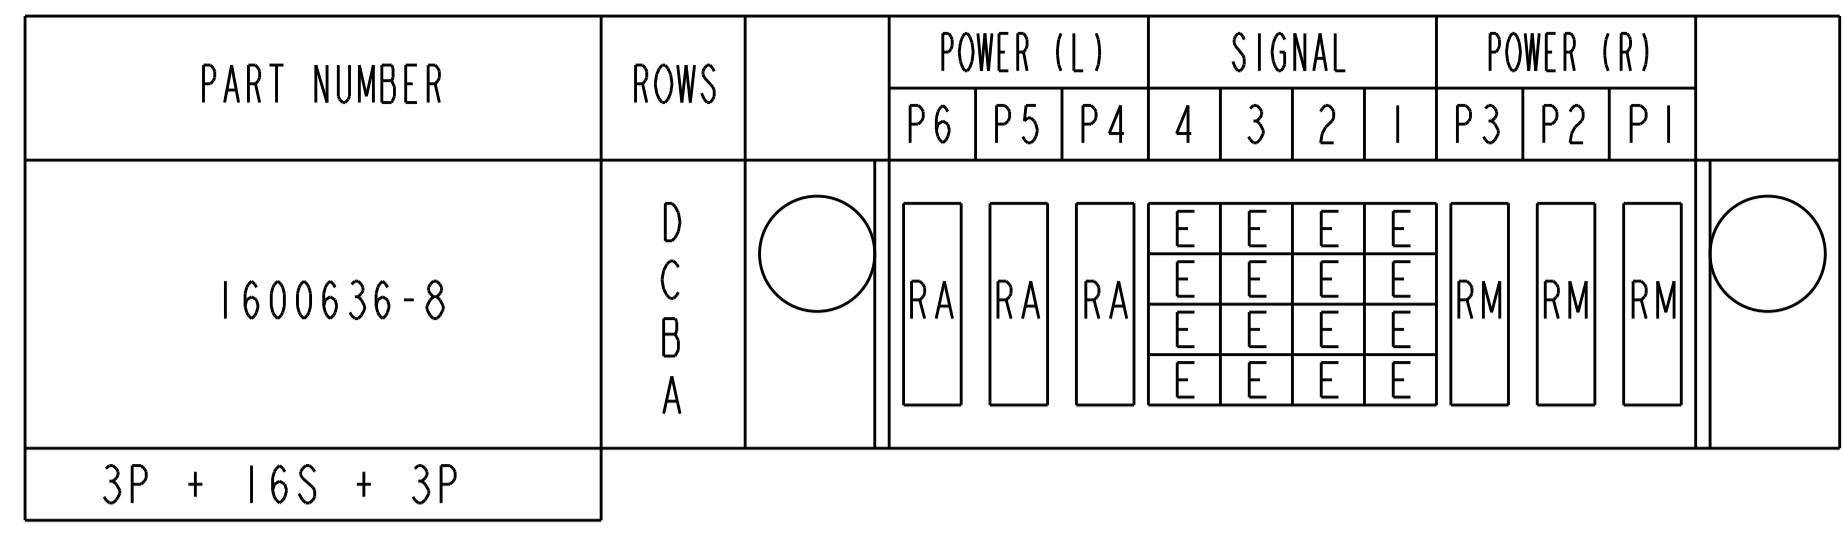 PART NUMBER ROWS POWER (L) SIGNAL POWER (R)
P6 P5 P4 4 3 2 1 P3 P2 P1
D E E E E
C E E E E
1600636-8 RA RA RA RM RM RM
B E E E E
A E E E E
3P + 16S + 3P